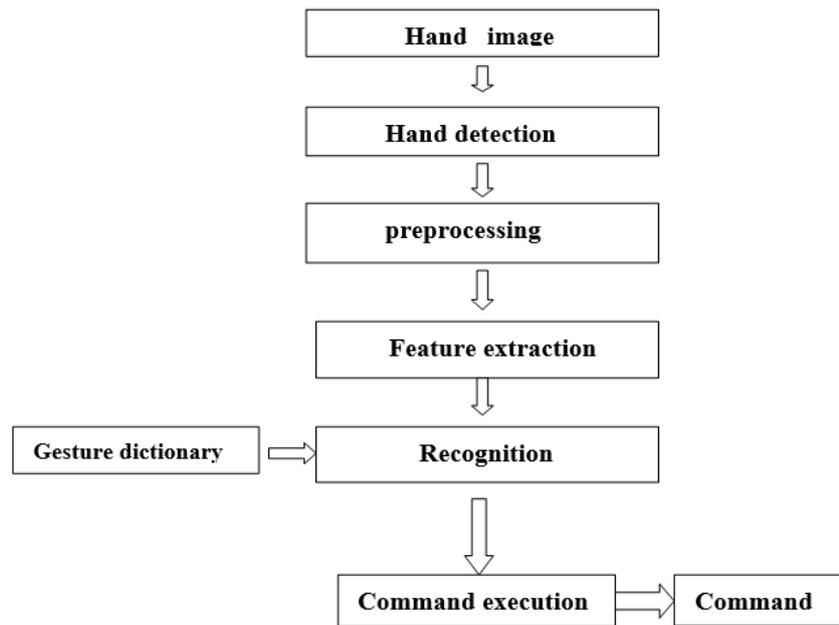 Hand image
Hand detection
preprocessing
Feature extraction
Gesture dictionary
Recognition
Command execution
Command